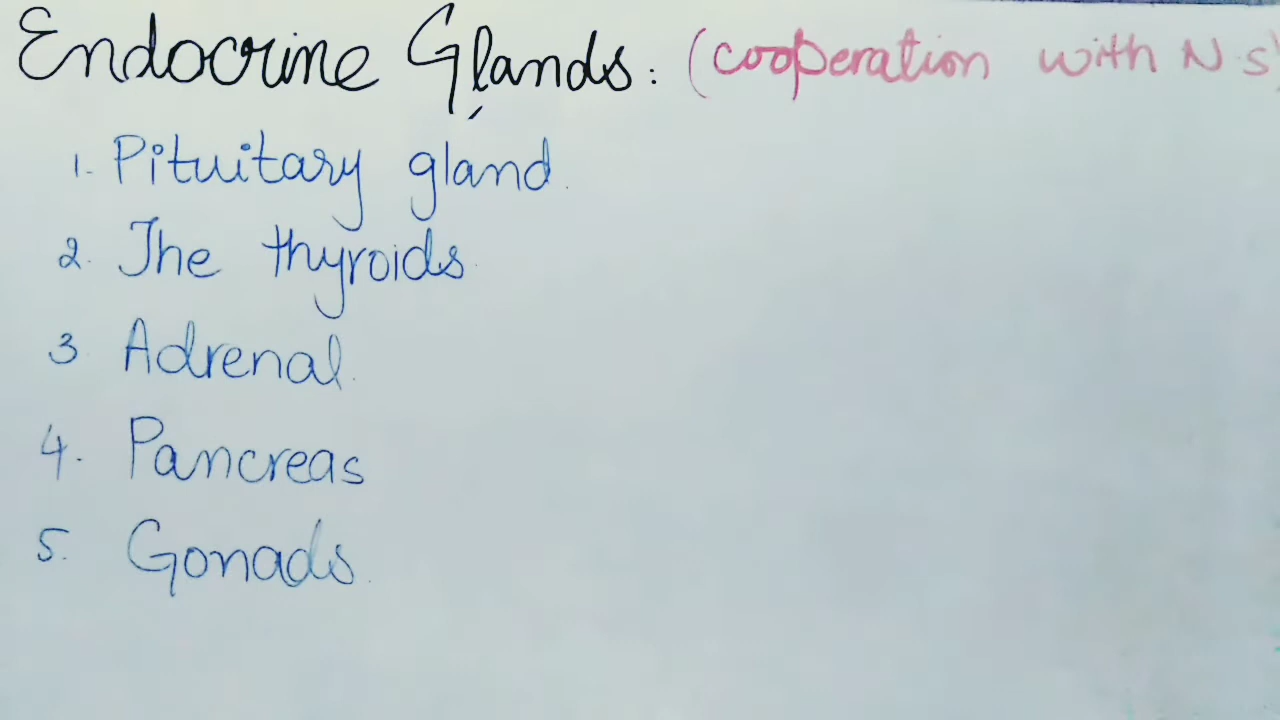 Endocrine Glands: (cooperation with N.S)
1. Pituitary gland.
2. The thyroids
3 Adrenal.
4. Pancreas
5. Gonads.